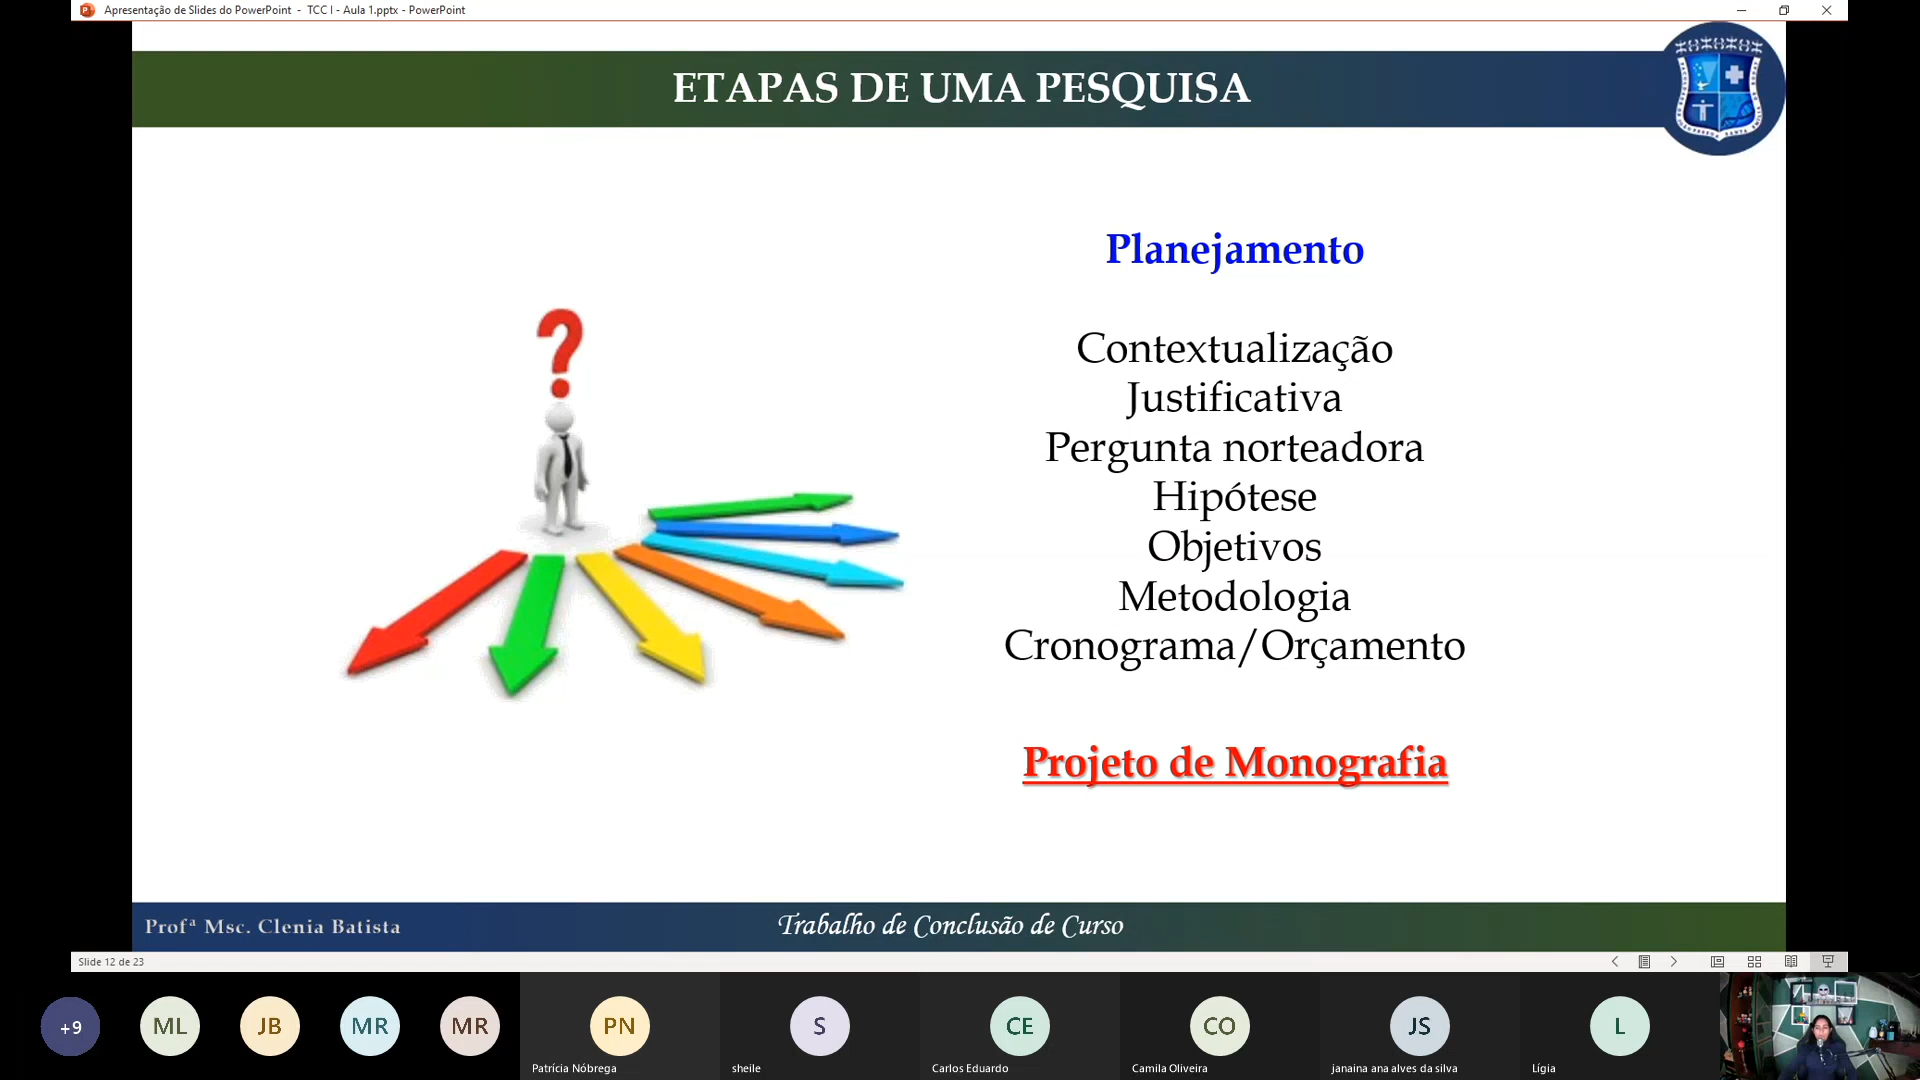 Apresentação de Slides do PowerPoint - TCC I - Aula 1.pptx - PowerPoint
ETAPAS DE UMA PESQUISA
Planejamento
?
Contextualização
Justificativa
Pergunta norteadora
Hipótese
Objetivos
Metodologia
Cronograma/Orçamento
Projeto de Monografia
Profª Msc. Clenia Batista
Trabalho de Conclusão de Curso
Slide 12 de 23
+9
ML
JB
MR
MR
PN
S
CE
CO
JS
L
Patrícia Nóbrega
sheile
Carlos Eduardo
Camila Oliveira
janaina ana alves da silva
Lígia